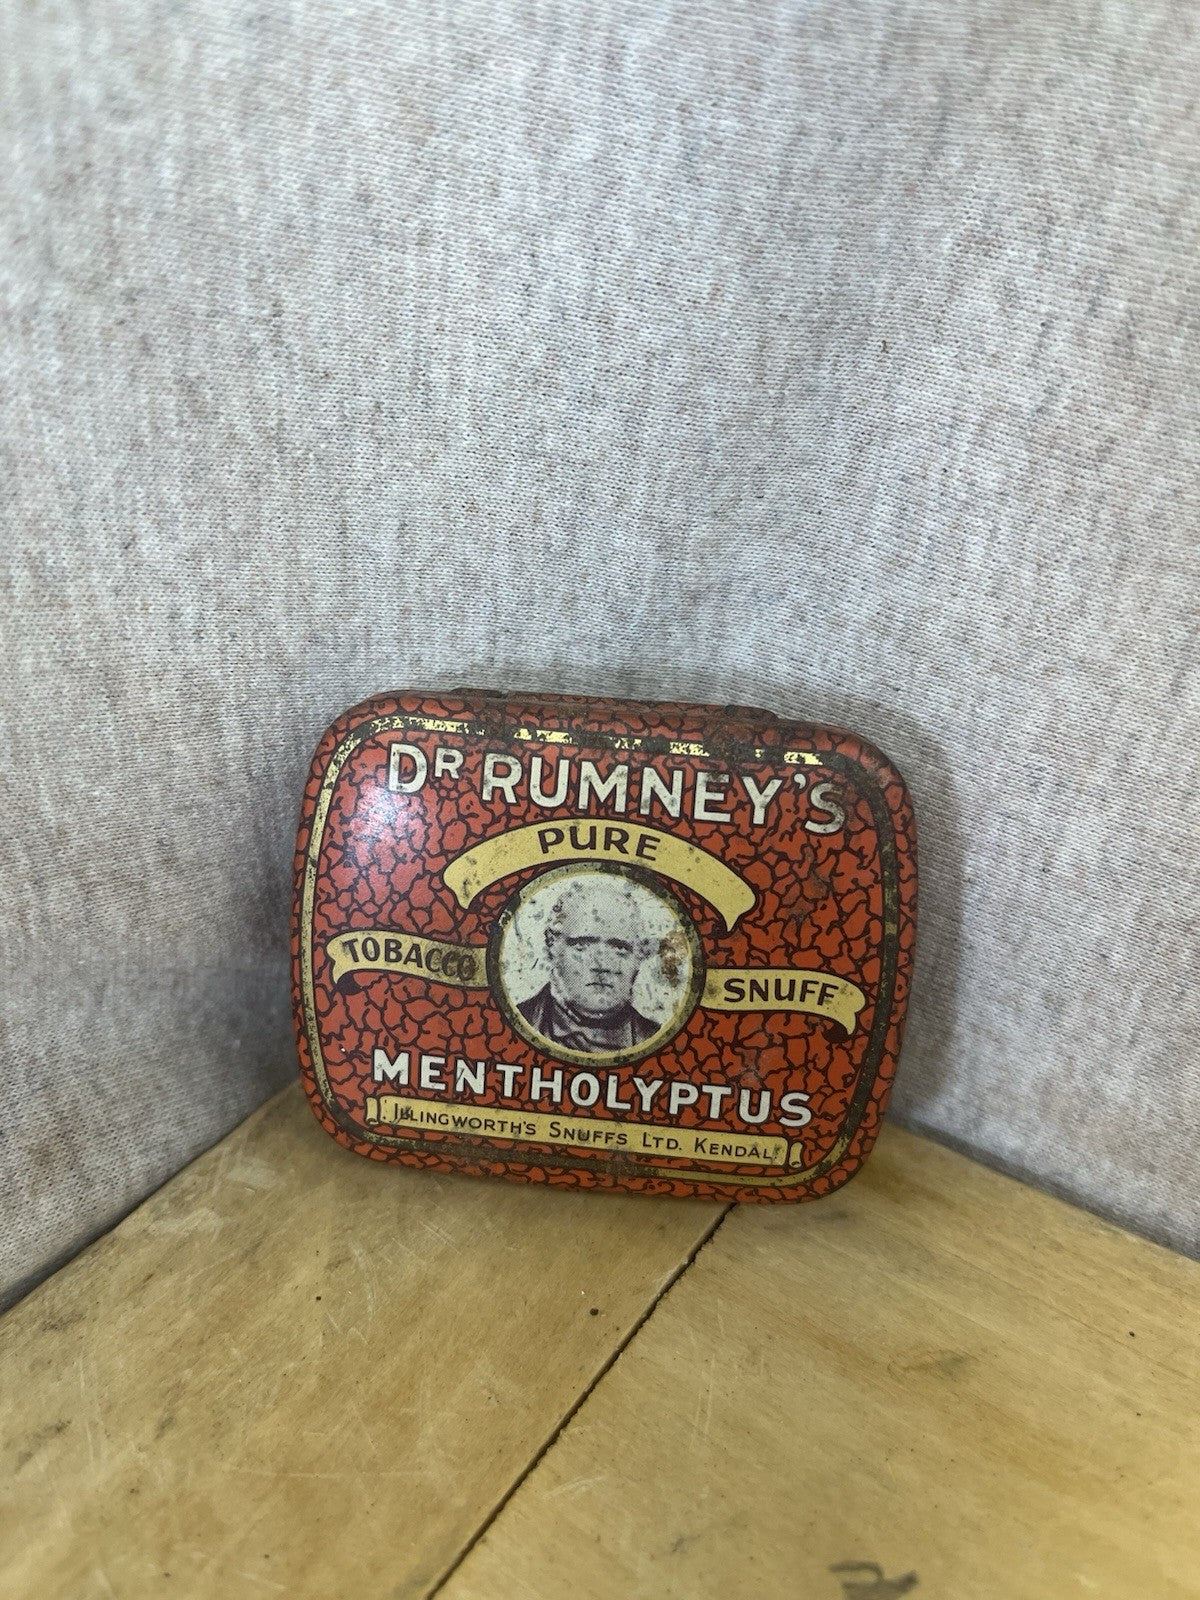 DR RUMNEY'S
PURE
TOBACCO SNUFF
MENTHOLYPTUS
ILLINGWORTH'S SNUFFS LTD. KENDAL